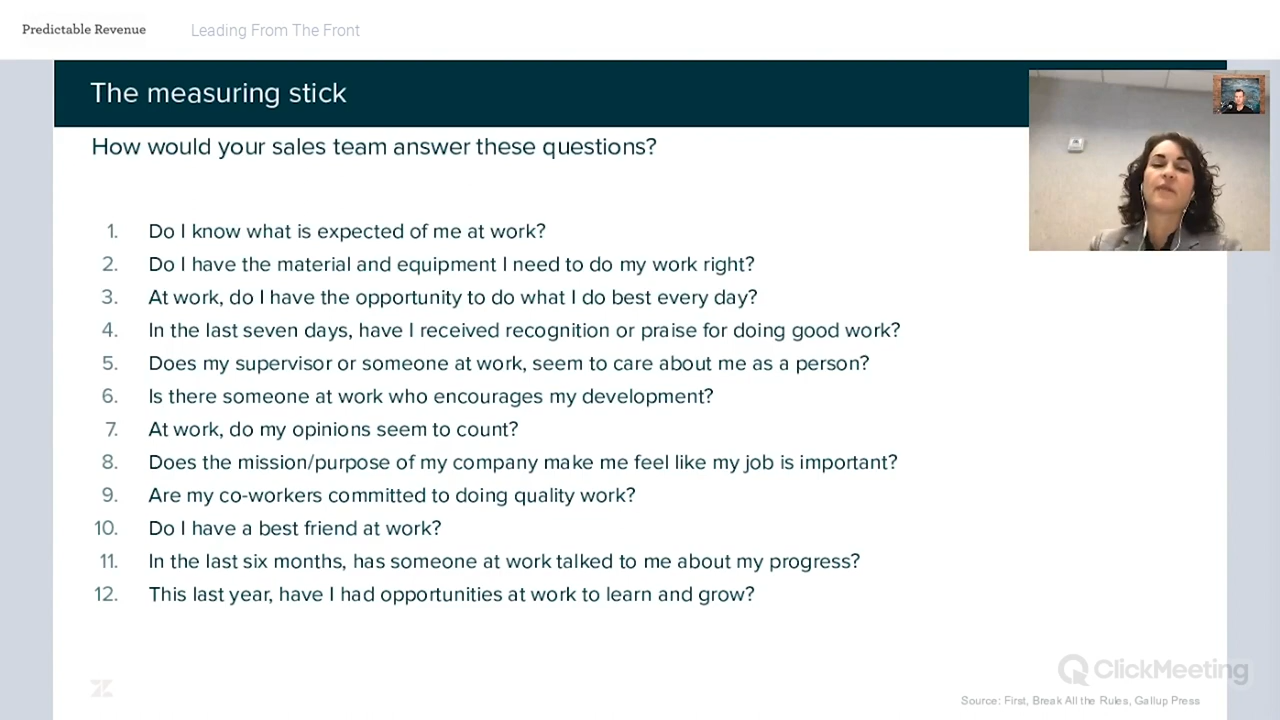 Predictable Revenue
Leading From The Front
The measuring stick
How would your sales team answer these questions?
1. Do I know what is expected of me at work?
2. Do I have the material and equipment I need to do my work right?
3. At work, do I have the opportunity to do what I do best every day?
4. In the last seven days, have I received recognition or praise for doing good work?
5. Does my supervisor or someone at work, seem to care about me as a person?
6. Is there someone at work who encourages my development?
7. At work, do my opinions seem to count?
8. Does the mission/purpose of my company make me feel like my job is important?
9. Are my co-workers committed to doing quality work?
10. Do I have a best friend at work?
11. In the last six months, has someone at work talked to me about my progress?
12. This last year, have I had opportunities at work to learn and grow?
ClickMeeting
Source: First, Break All the Rules, Gallup Press